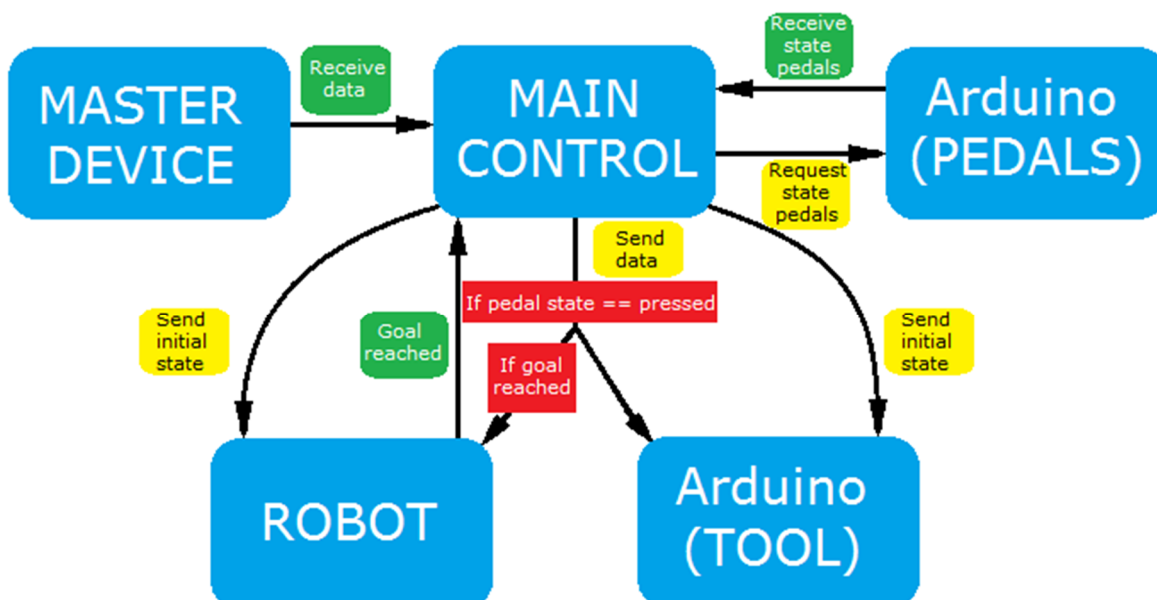 MASTER
DEVICE
Receive
data
MAIN
CONTROL
Receive
state
pedals
Arduino
(PEDALS)
Request
state
pedals
Send
data
If pedal state == pressed
Send
initial
state
Goal
reached
If goal
reached
Send
initial
state
ROBOT
Arduino
(TOOL)